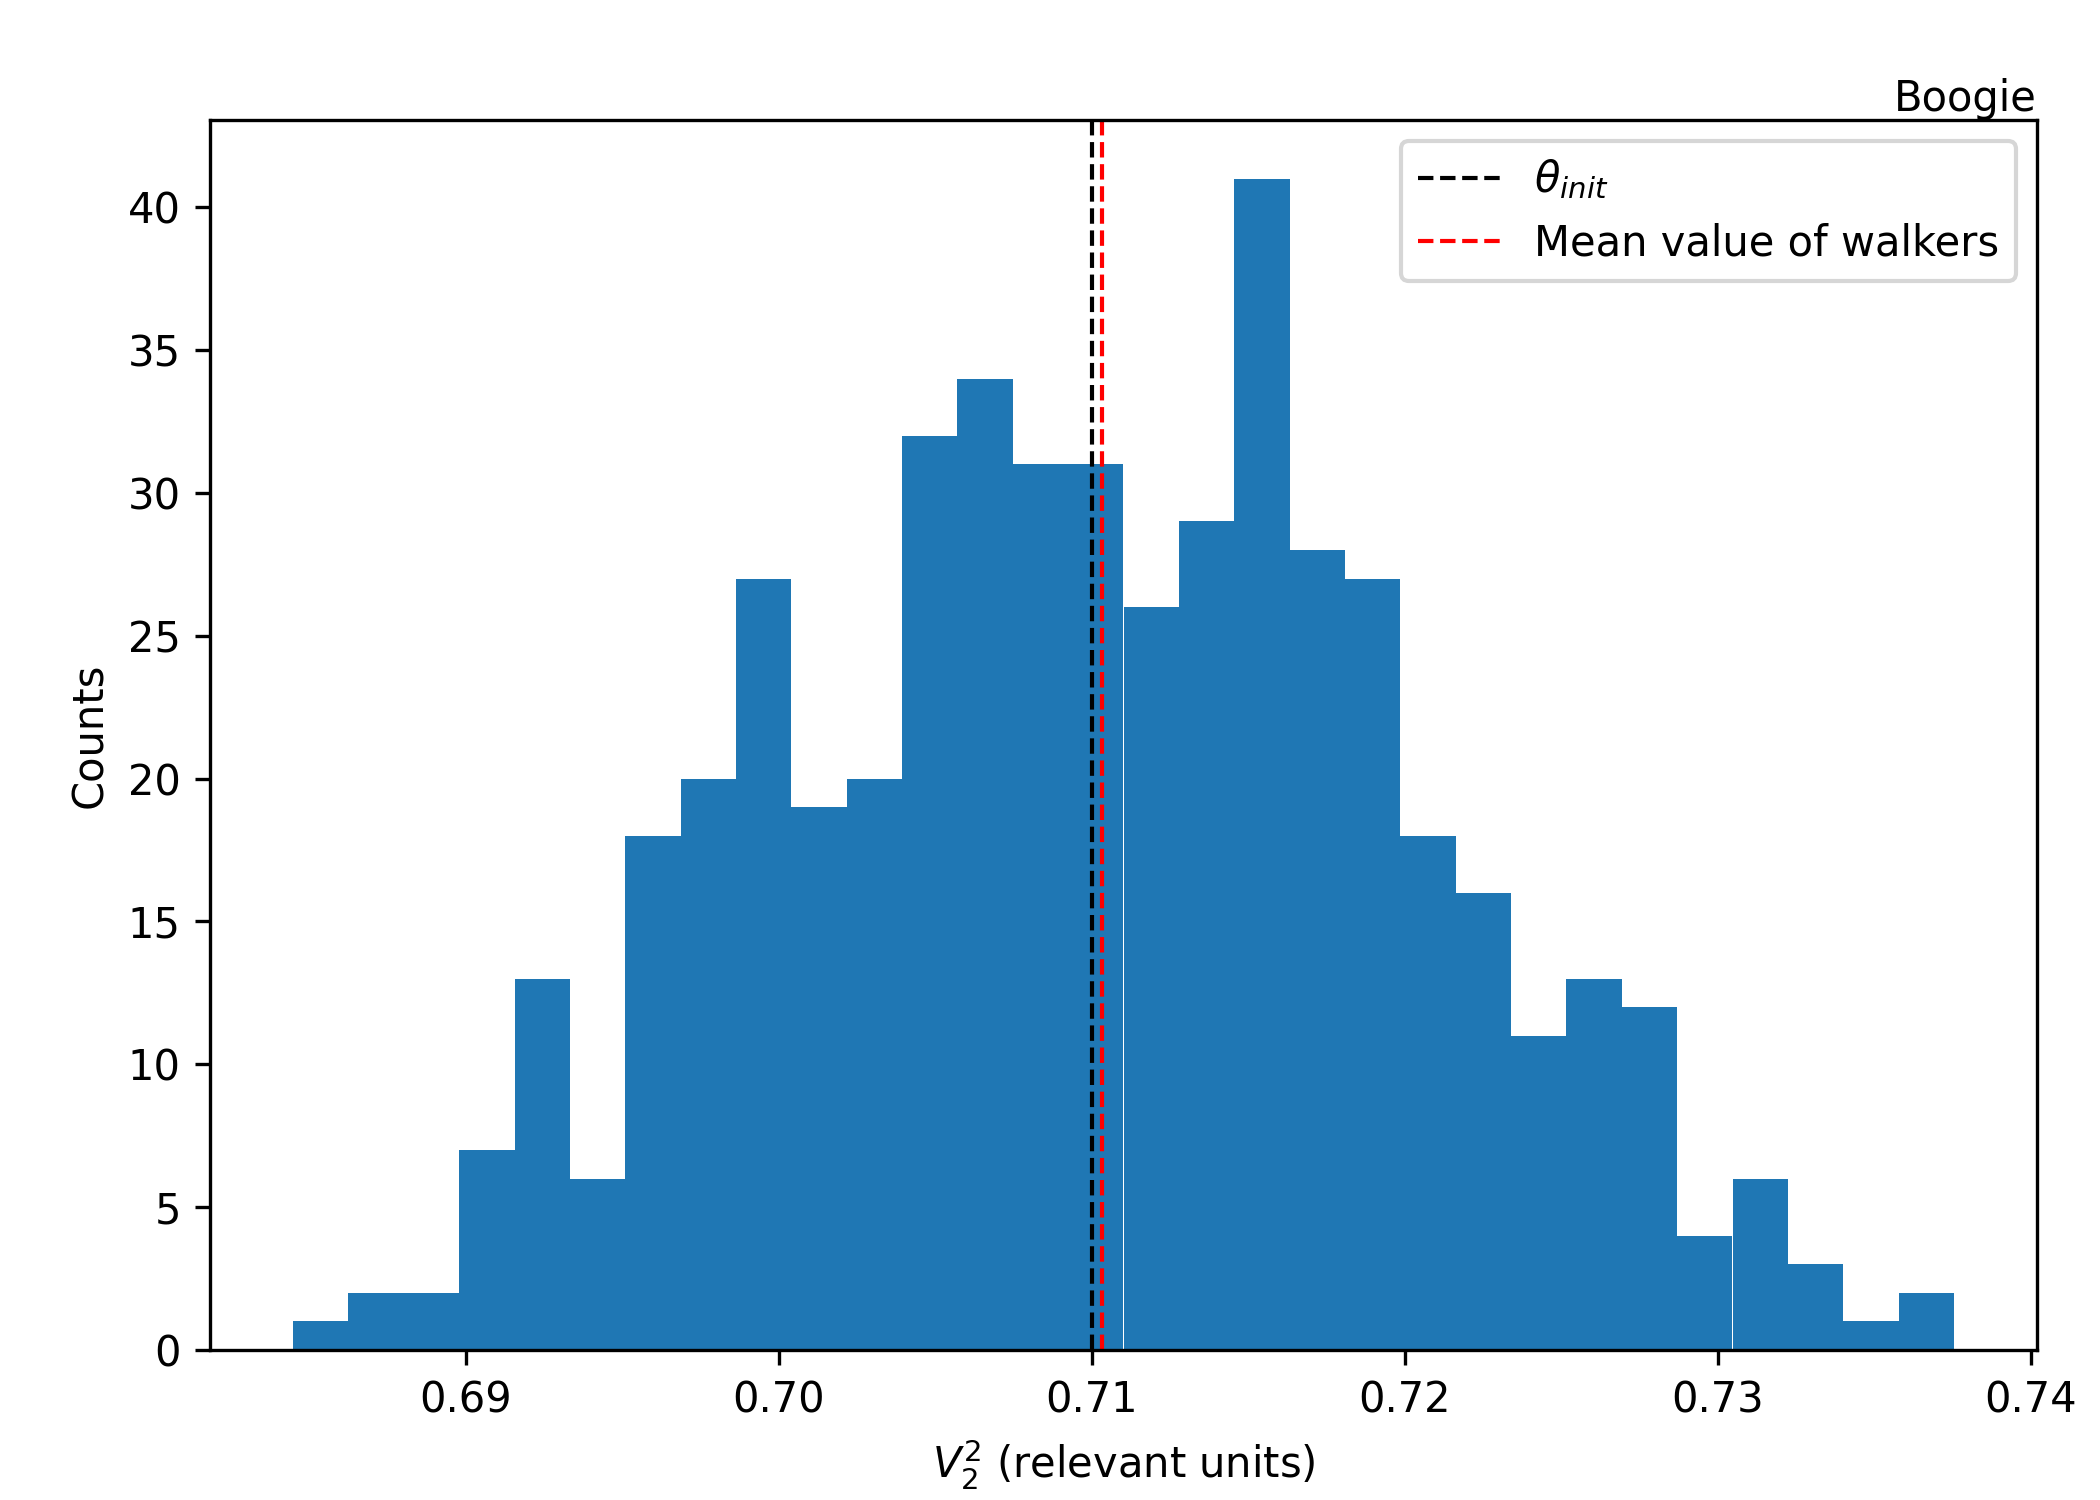 Boogie
θ_init
Mean value of walkers
40
35
30
25
20
15
10
5
0
Counts
0.69 0.70 0.71 0.72 0.73 0.74
V₂² (relevant units)